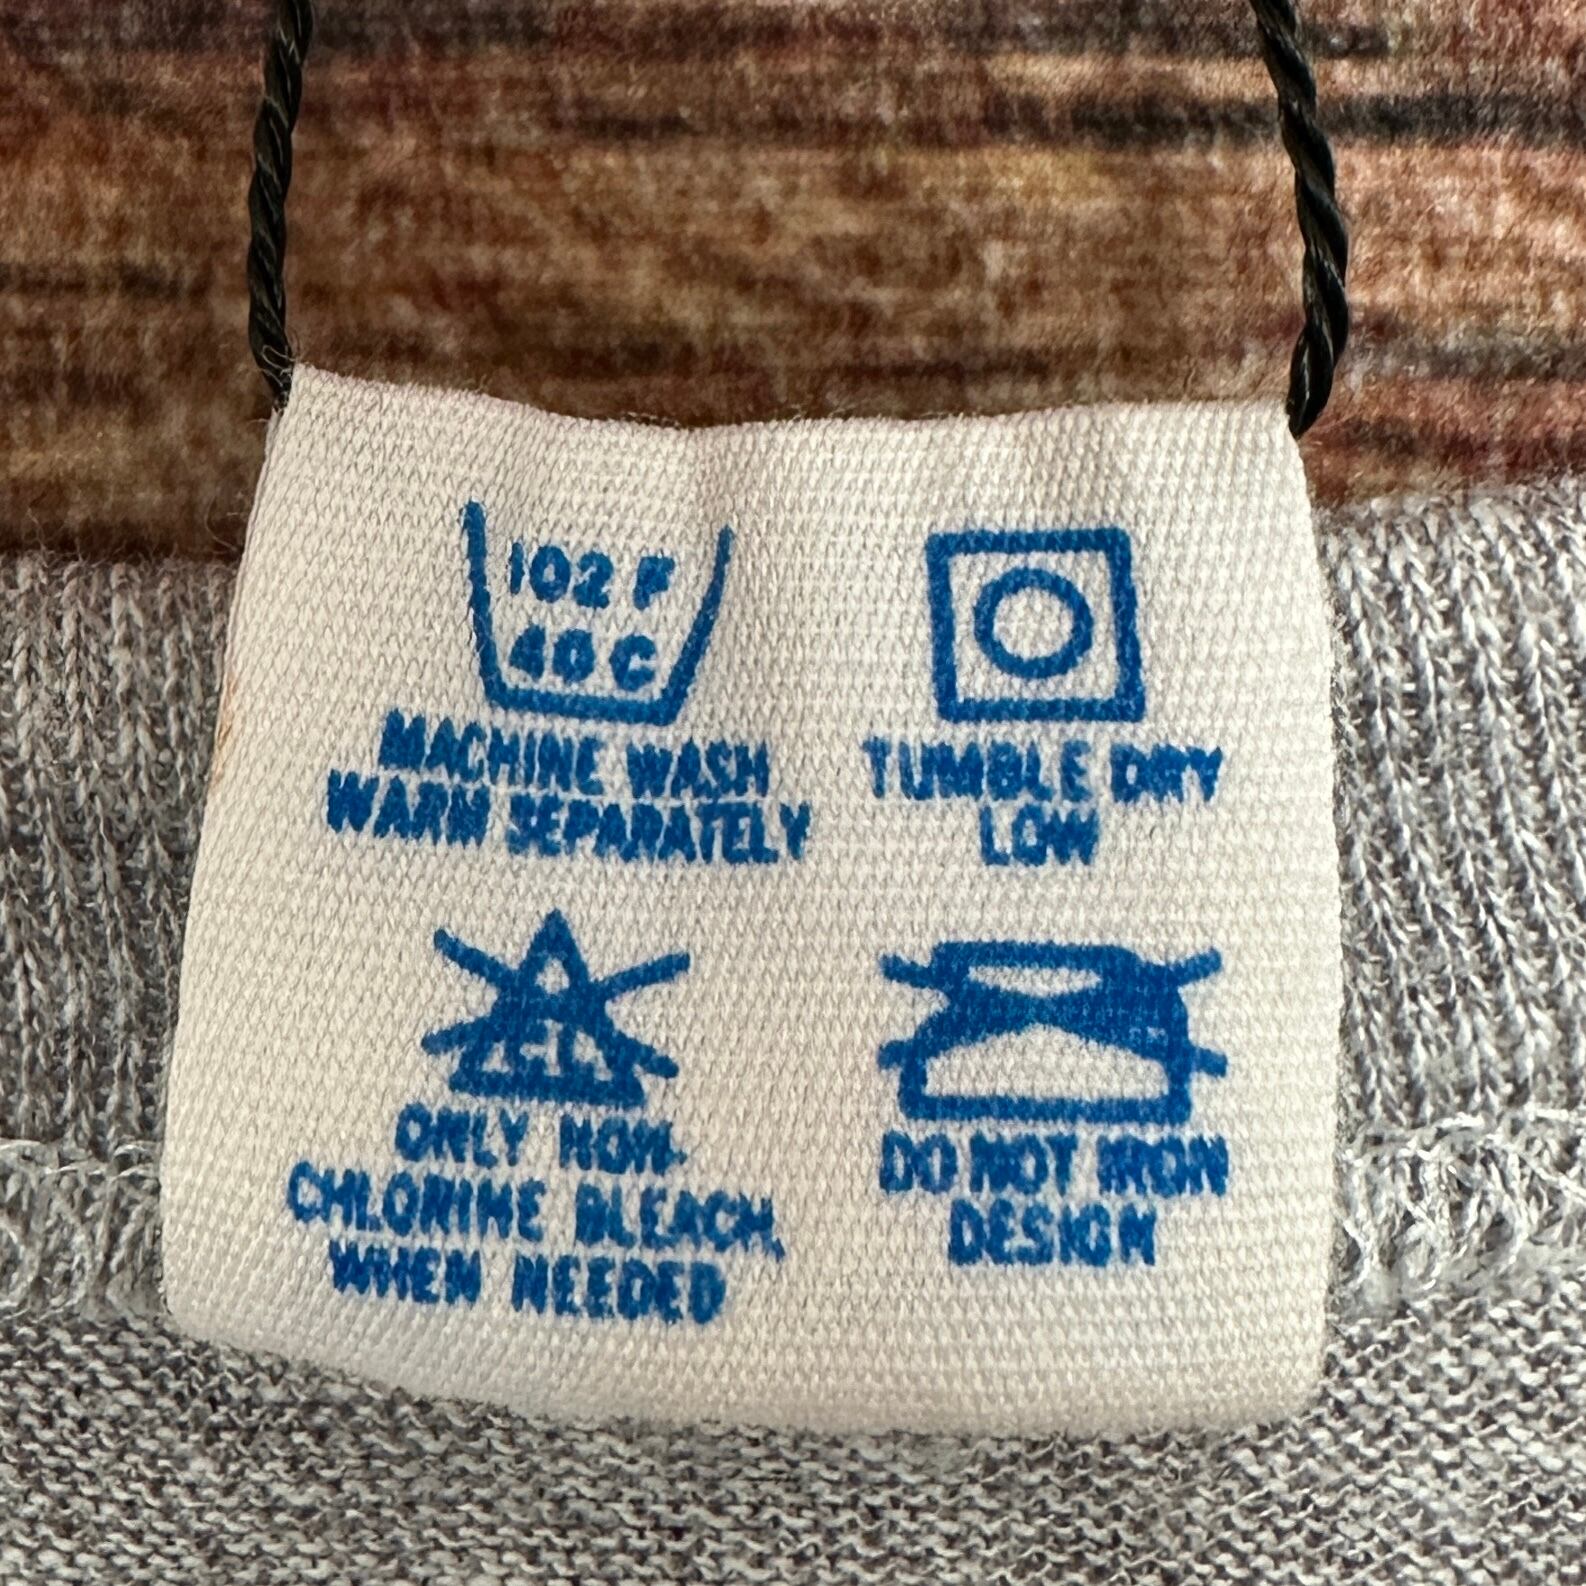 102 F
40 C
MACHINE WASH
WARM SEPARATELY
TUMBLE DRY
LOW
CL
ONLY NON-
CHLORINE BLEACH,
WHEN NEEDED
DO NOT IRON
DESIGN